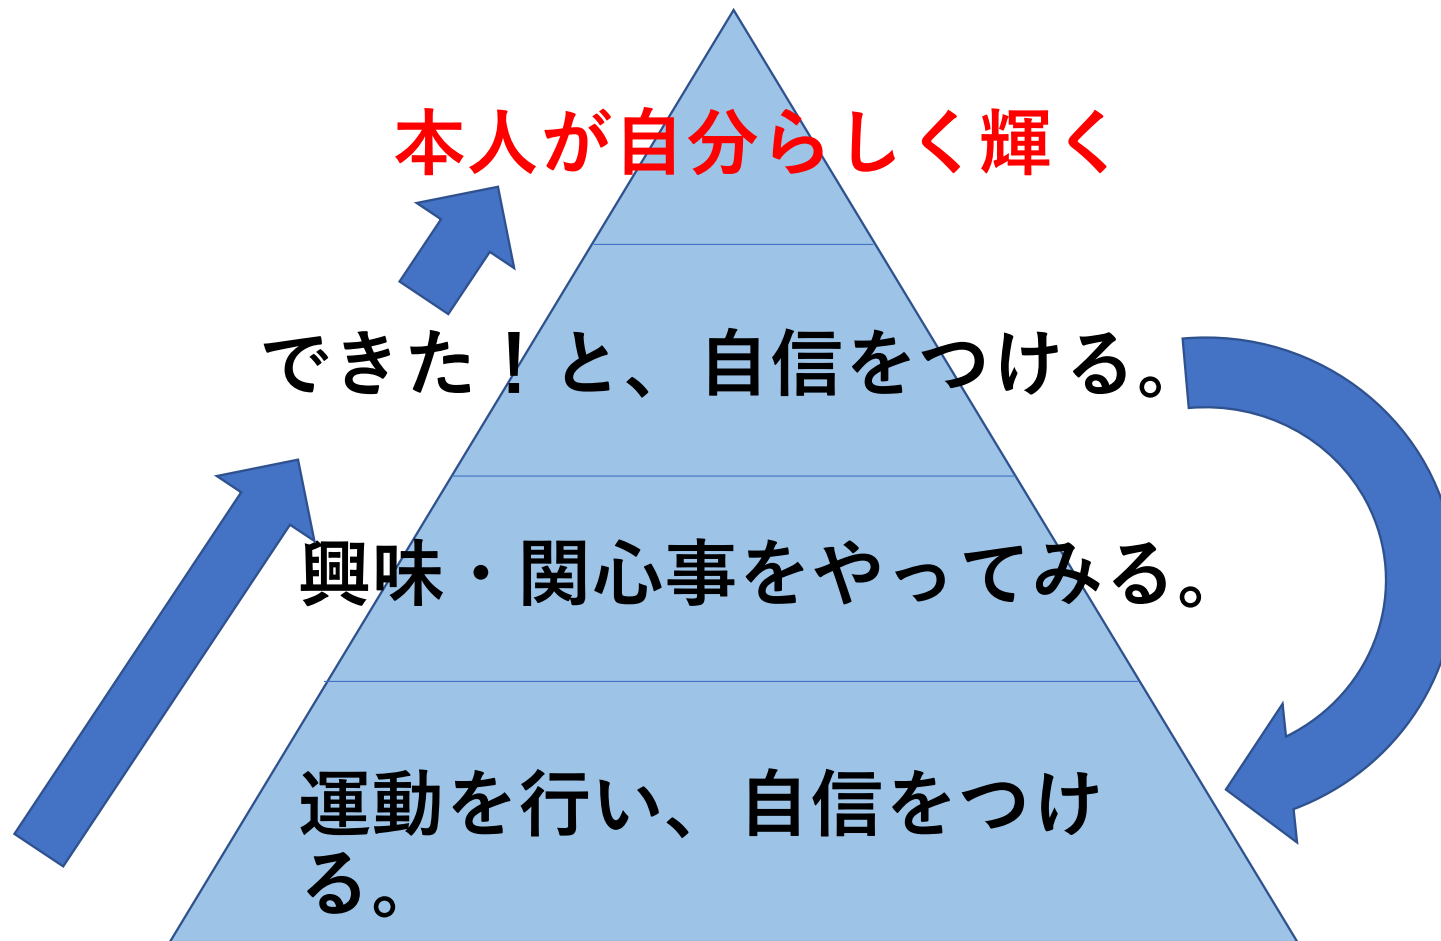 本人が自分らしく輝く
できた！と、自信をつける。
興味・関心事をやってみる。
運動を行い、自信をつけ
る。